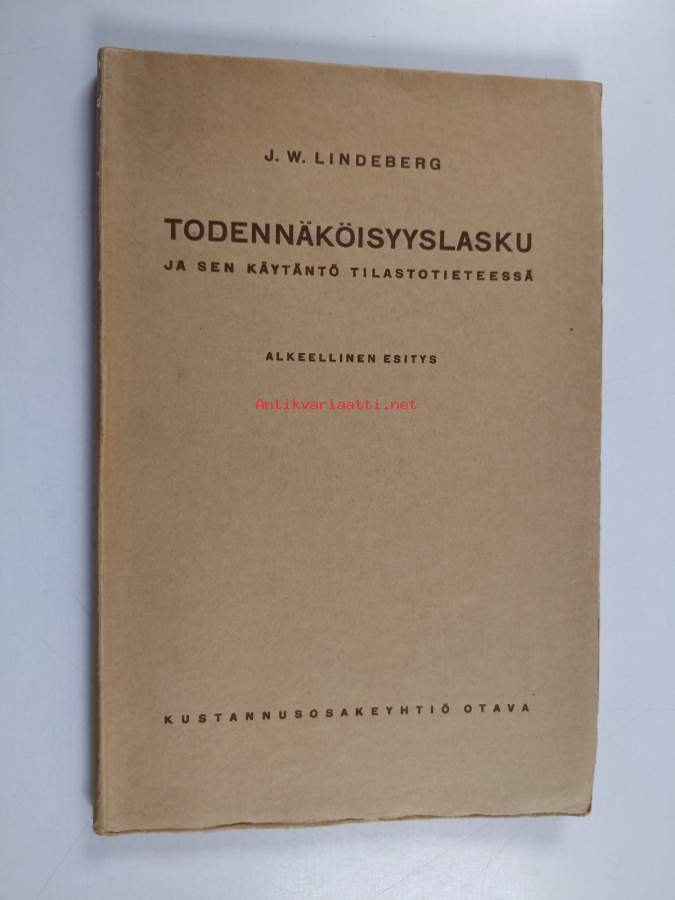 J. W. LINDEBERG
TODENNÄKÖISYYSLASKU
JA SEN KÄYTÄNTÖ TILASTOTIETEESSÄ
ALKEELLINEN ESITYS
Antikvariaatti.net
KUSTANNUSOSAKEYHTIÖ OTAVA